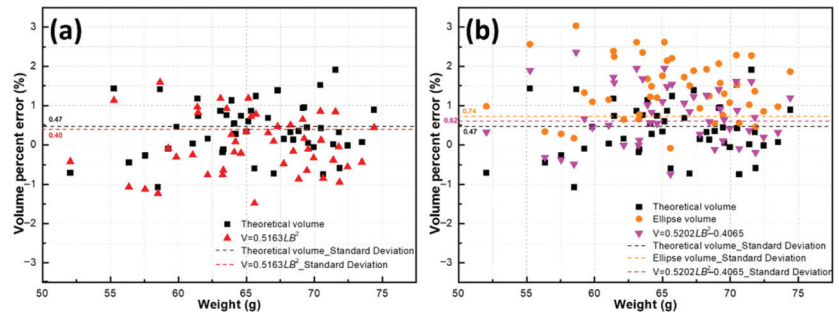 (a)
Volume percent error (%)
3
2
1
0
-1
-2
-3
0.47
0.40
Theoretical volume
V=0.5163LB²
Theoretical volume_Standard Deviation
V=0.5163LB²_Standard Deviation
50 55 60 65 70 75
Weight (g)
(b)
Volume percent error (%)
3
2
1
0
-1
-2
-3
0.74
0.62
0.47
Theoretical volume
Ellipse volume
V=0.5202LB²-0.4065
Theoretical volume_Standard Deviation
Ellipse volume_Standard Deviation
V=0.5202LB²-0.4065_Standard Deviation
50 55 60 65 70 75
Weight (g)